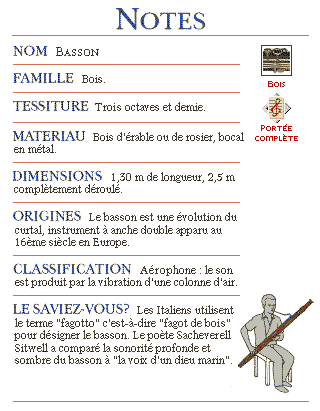 NOTES
NOM BASSON
FAMILLE Bois.
TESSITURE Trois octaves et demie.
MATERIAU Bois d'érable ou de rosier, bocal
en métal.
DIMENSIONS 1,30 m de longueur, 2,5 m
complètement déroulé.
ORIGINES Le basson est une évolution du
curtal, instrument à anche double apparu au
16ème siècle en Europe.
CLASSIFICATION Aérophone : le son
est produit par la vibration d'une colonne d'air.
LE SAVIEZ-VOUS? Les Italiens utilisent
le terme "fagotto" c'est-à-dire "fagot de bois"
pour désigner le basson. Le poète Sacheverell
Sitwell a comparé la sonorité profonde et
sombre du basson à "la voix d'un dieu marin".
BOIS
PORTÉE
COMPLÈTE